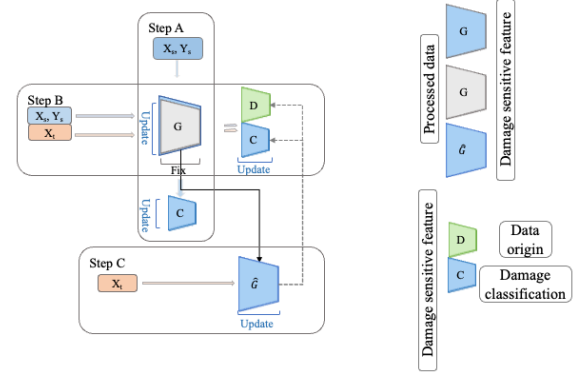 Step A
Xs, Ys
Step B
Xs, Ys
Xt
Update
G
=
D
C
Fix
Update
Update
C
Step C
Xt
Ĝ
Update
Processed data
G
G
Ĝ
Damage sensitive feature
Damage sensitive feature
D
C
Data
origin
Damage
classification